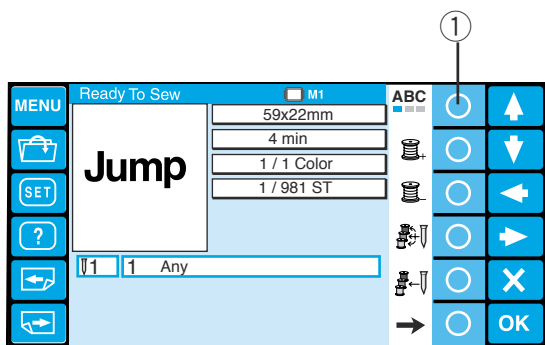 1
MENU
Ready To Sew
M1
ABC
59x22mm
4 min
Jump
1 / 1 Color
1 / 981 ST
SET
?
1
1 Any
OK